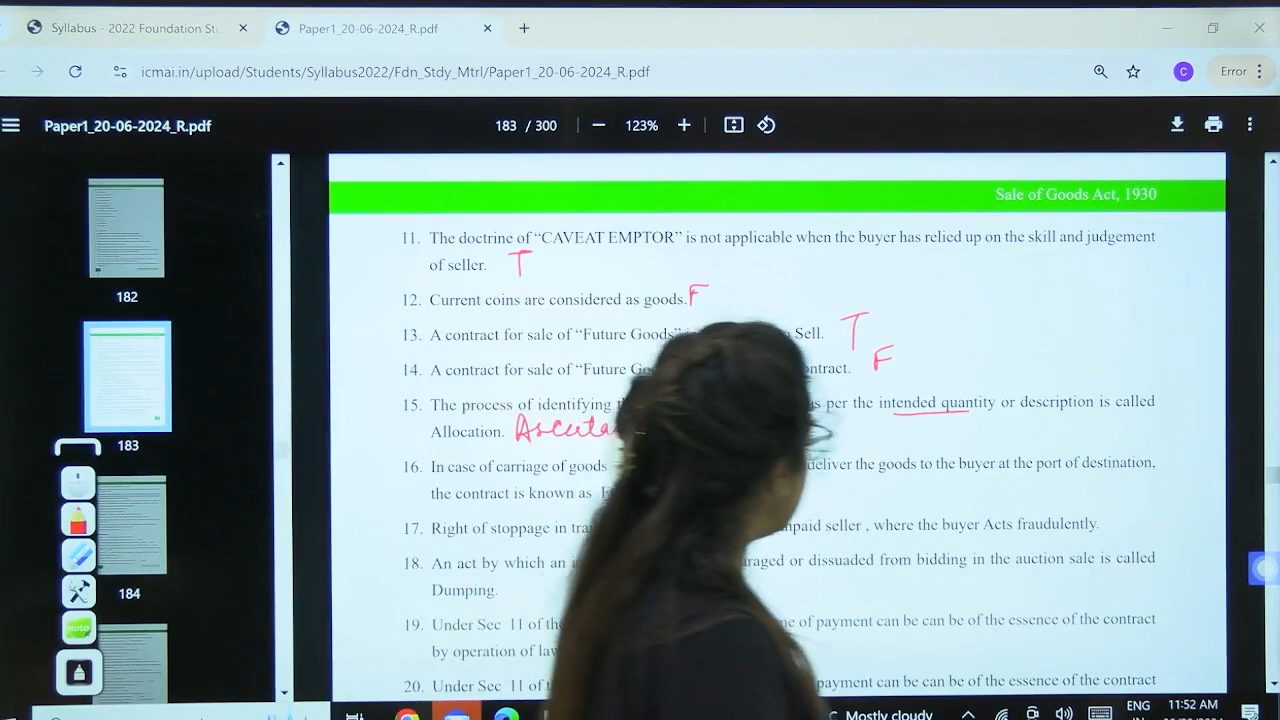 Syllabus - 2022 Foundation Stu
Paper1_20-06-2024_R.pdf
icmai.in/upload/Students/Syllabus2022/Fdn_Stdy_Mtrl/Paper1_20-06-2024_R.pdf
C
Error
Paper1_20-06-2024_R.pdf
183 / 300
123%
Sale of Goods Act, 1930
11. The doctrine of "CAVEAT EMPTOR" is not applicable when the buyer has relied up on the skill and judgement
of seller. T
12. Current coins are considered as goods. F
13. A contract for sale of "Future Goods" Sell. T
14. A contract for sale of "Future F
15. The process of identifying as per the intended quantity or description is called
Allocation.
16. In case of carriage of goods deliver the goods to the buyer at the port of destination,
the contract is known as
17. Right of stoppage in unpaid seller , where the buyer Acts fraudulently.
18. An act by which an or dissuaded from bidding in the auction sale is called
Dumping.
19. Under Sec 11 of of payment can be can be of the essence of the contract
by operation of
20. Under Sec 11 of payment can be can be of the essence of the contract
182
183
184
Note
Mostly cloudy
ENG
IN
11:52 AM